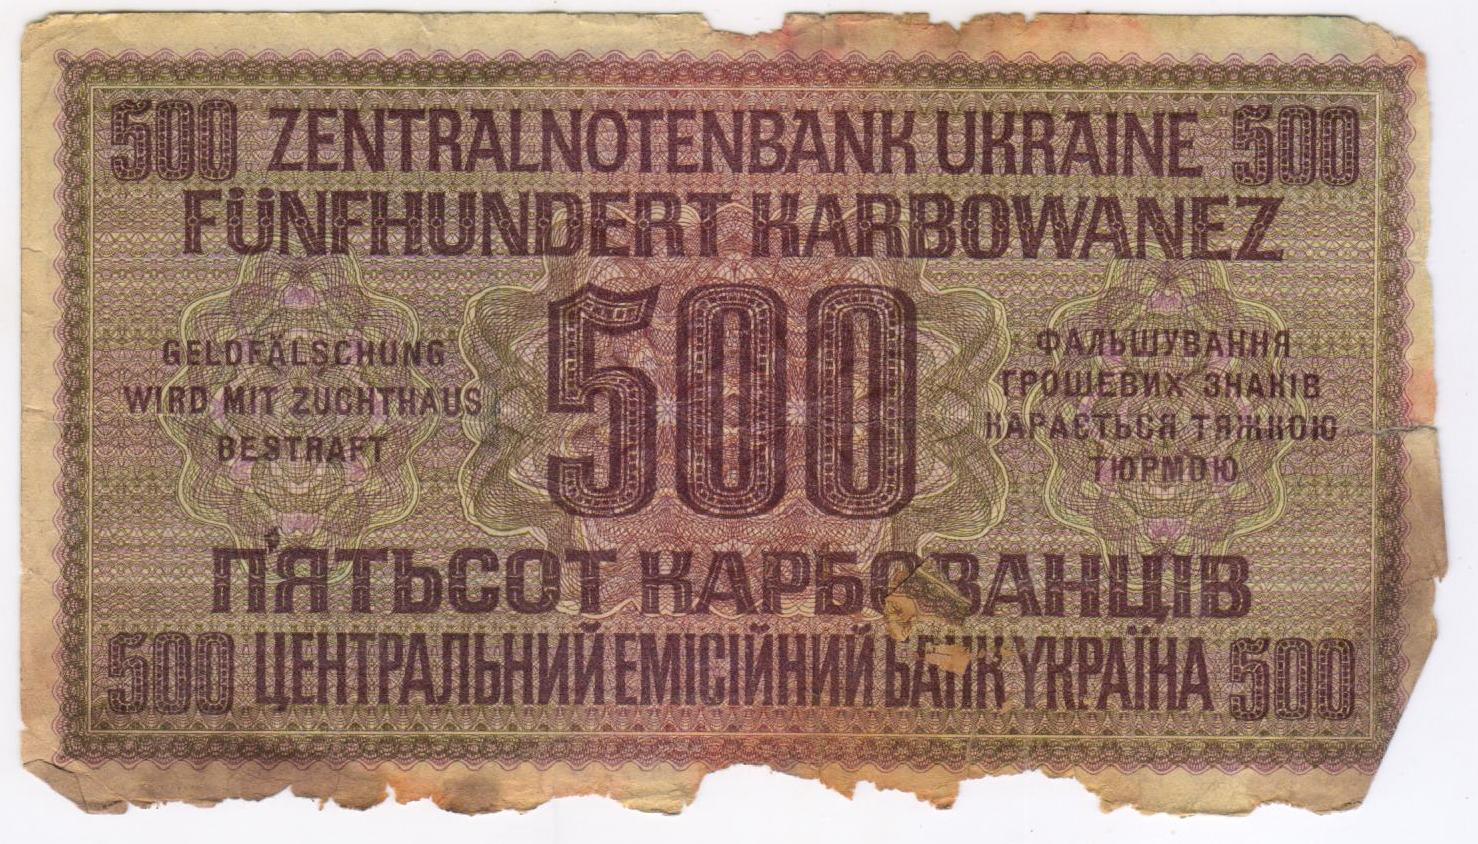 500 ZENTRALNOTENBANK UKRAINE 500
FÜNFHUNDERT KARBOWANEZ
GELDFÄLSCHUNG
WIRD MIT ZUCHTHAUS
BESTRAFT
500
ФАЛЬШУВАННЯ
ГРОШЕВИХ ЗНАКІВ
КАРАЄТЬСЯ ТЯЖКОЮ
ТЮРМОЮ
П'ЯТЬСОТ КАРБОВАНЦІВ
500 ЦЕНТРАЛЬНИЙ ЕМІСІЙНИЙ БАНК УКРАЇНА 500